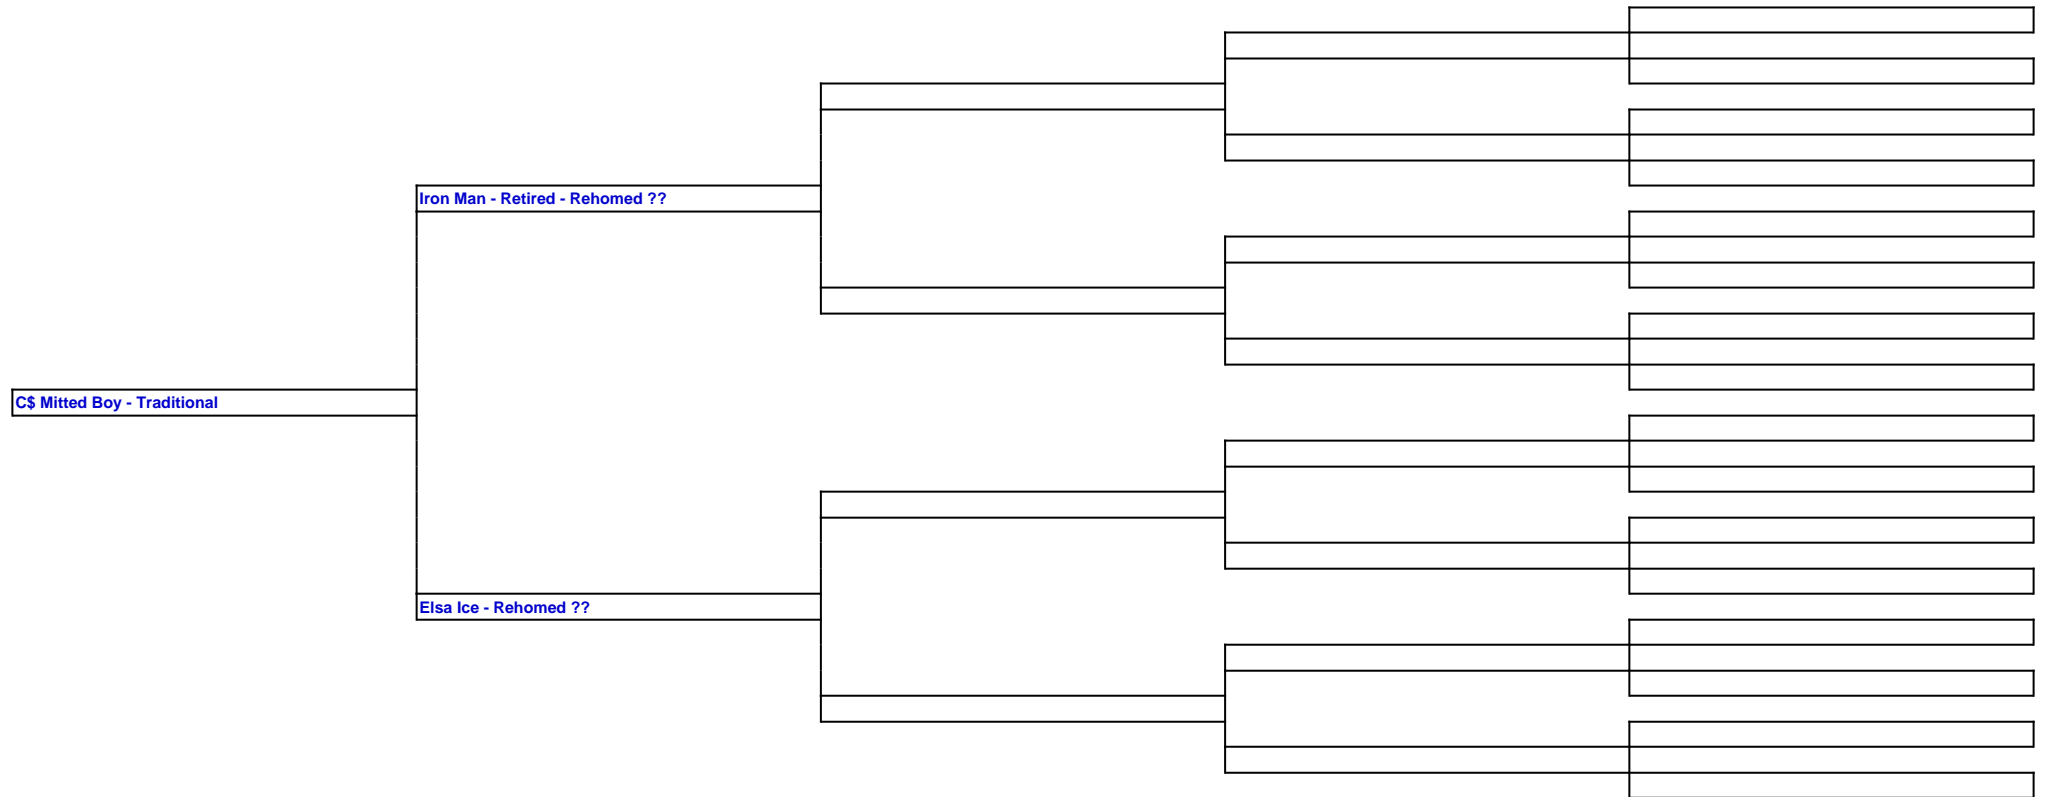 Iron Man - Retired - Rehomed ??
C$ Mitted Boy - Traditional
Elsa Ice - Rehomed ??